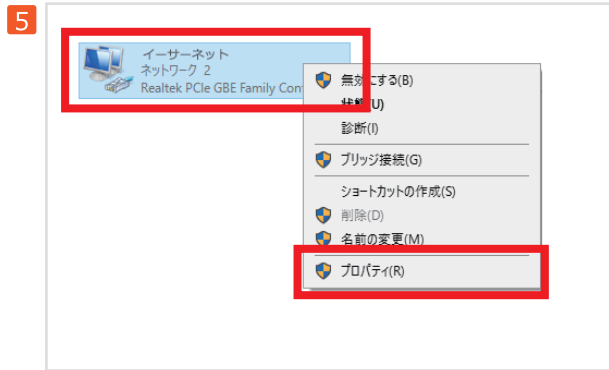 5
イーサーネット
ネットワーク 2
Realtek PCIe GBE Family Con
無効にする(B)
状態(U)
診断(I)
ブリッジ接続(G)
ショートカットの作成(S)
削除(D)
名前の変更(M)
プロパティ(R)